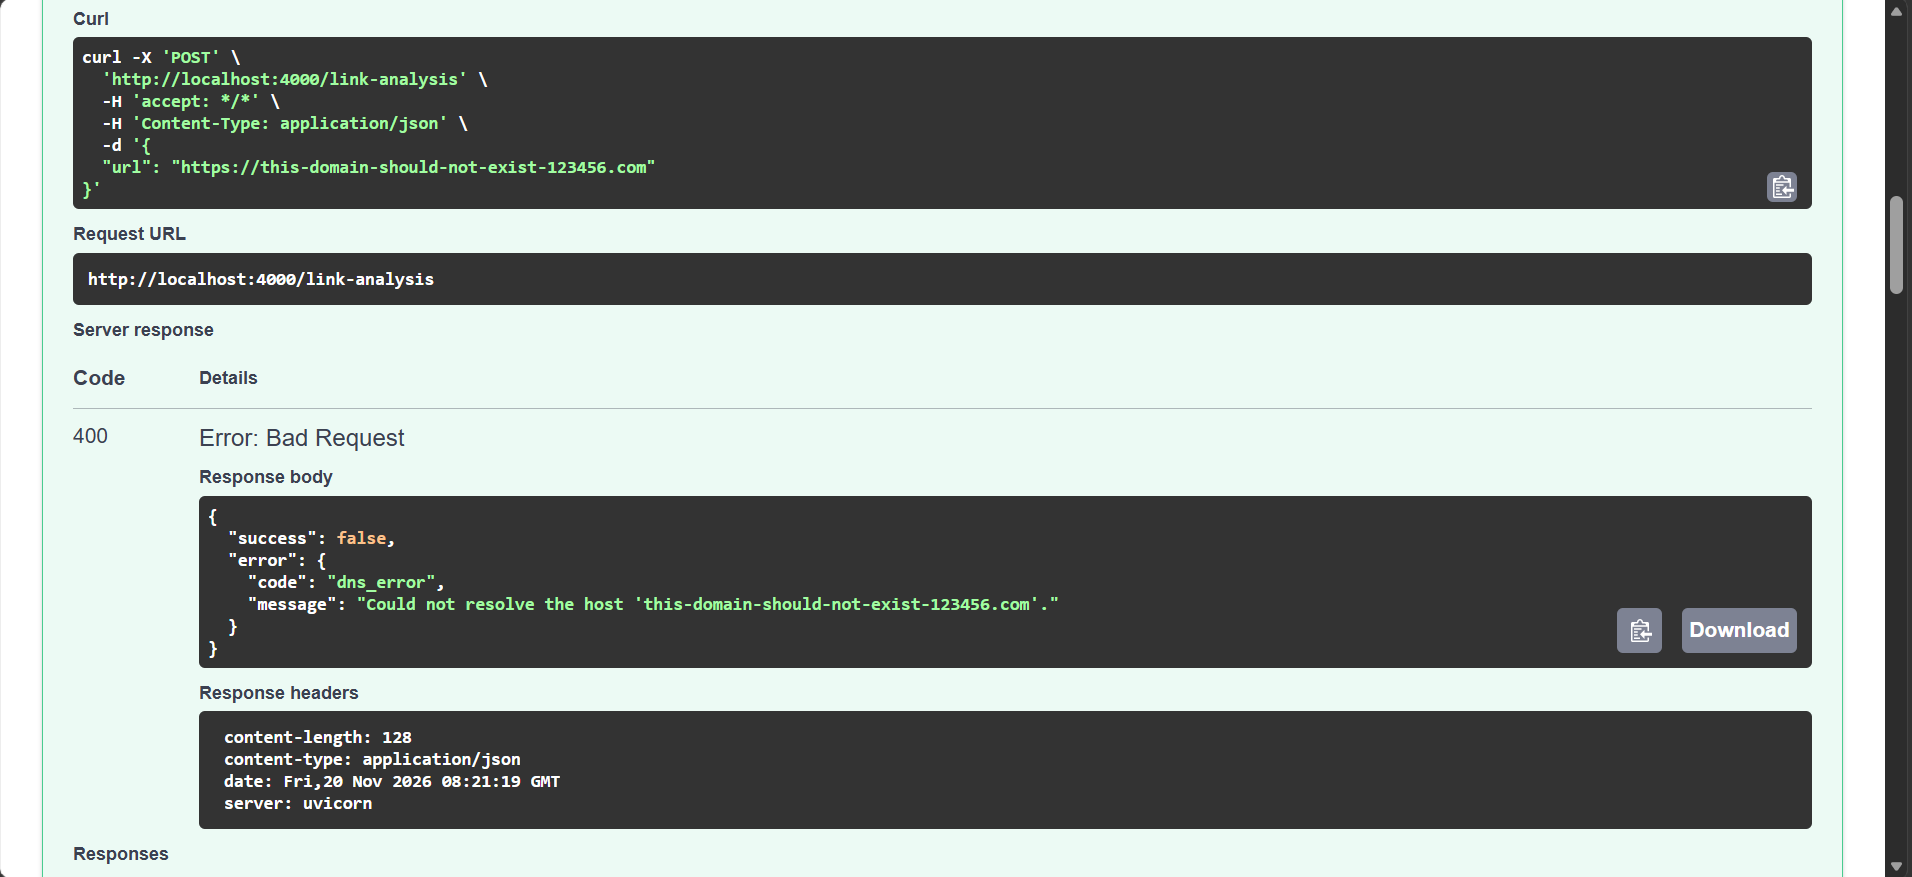 Curl
curl -X 'POST' \
  'http://localhost:4000/link-analysis' \
  -H 'accept: */*' \
  -H 'Content-Type: application/json' \
  -d '{
  "url": "https://this-domain-should-not-exist-123456.com"
}'
Request URL
http://localhost:4000/link-analysis
Server response
Code Details
400 Error: Bad Request
Response body
{
  "success": false,
  "error": {
    "code": "dns_error",
    "message": "Could not resolve the host 'this-domain-should-not-exist-123456.com'."
  }
}
Download
Response headers
content-length: 128
content-type: application/json
date: Fri,20 Nov 2026 08:21:19 GMT
server: uvicorn
Responses